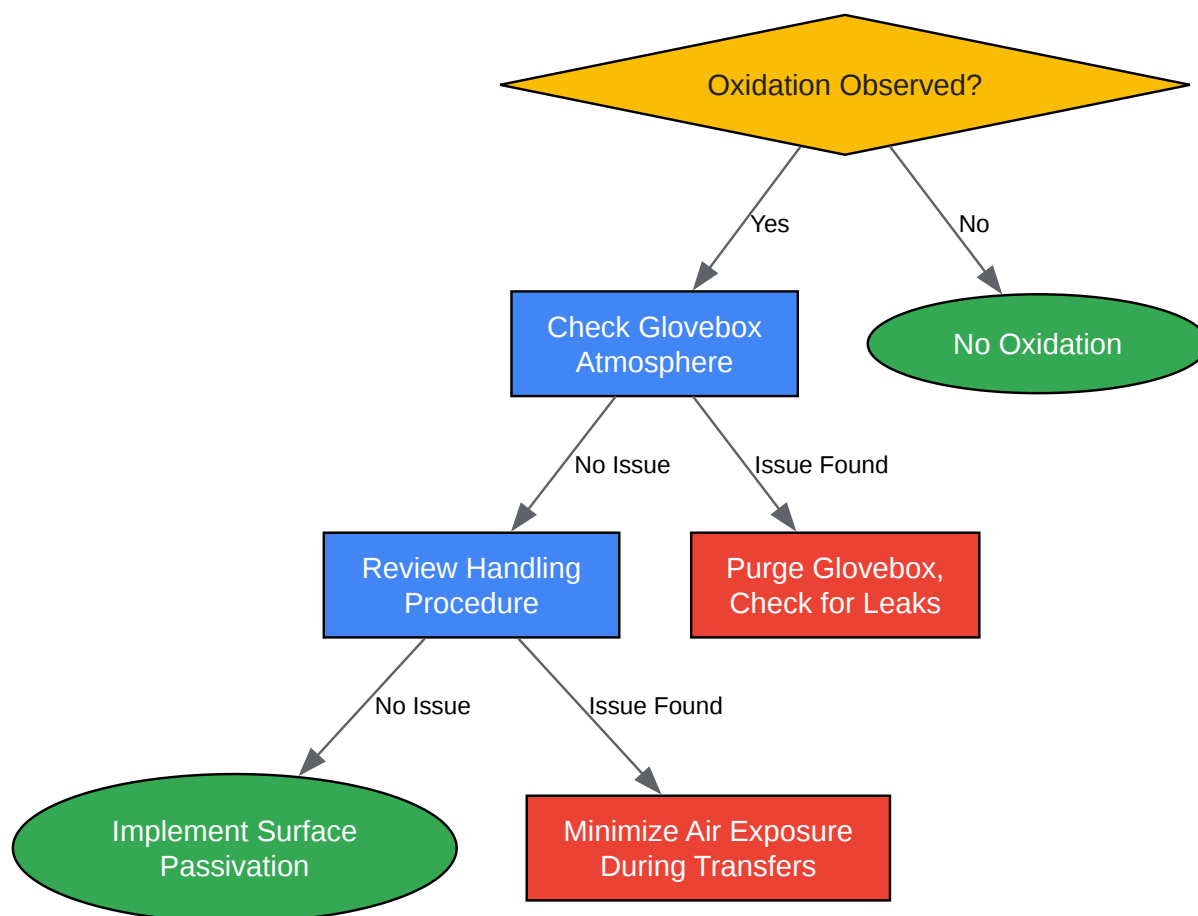 Oxidation Observed?
Yes
No
Check Glovebox
Atmosphere
No Oxidation
No Issue
Issue Found
Review Handling
Procedure
Purge Glovebox,
Check for Leaks
No Issue
Issue Found
Implement Surface
Passivation
Minimize Air Exposure
During Transfers